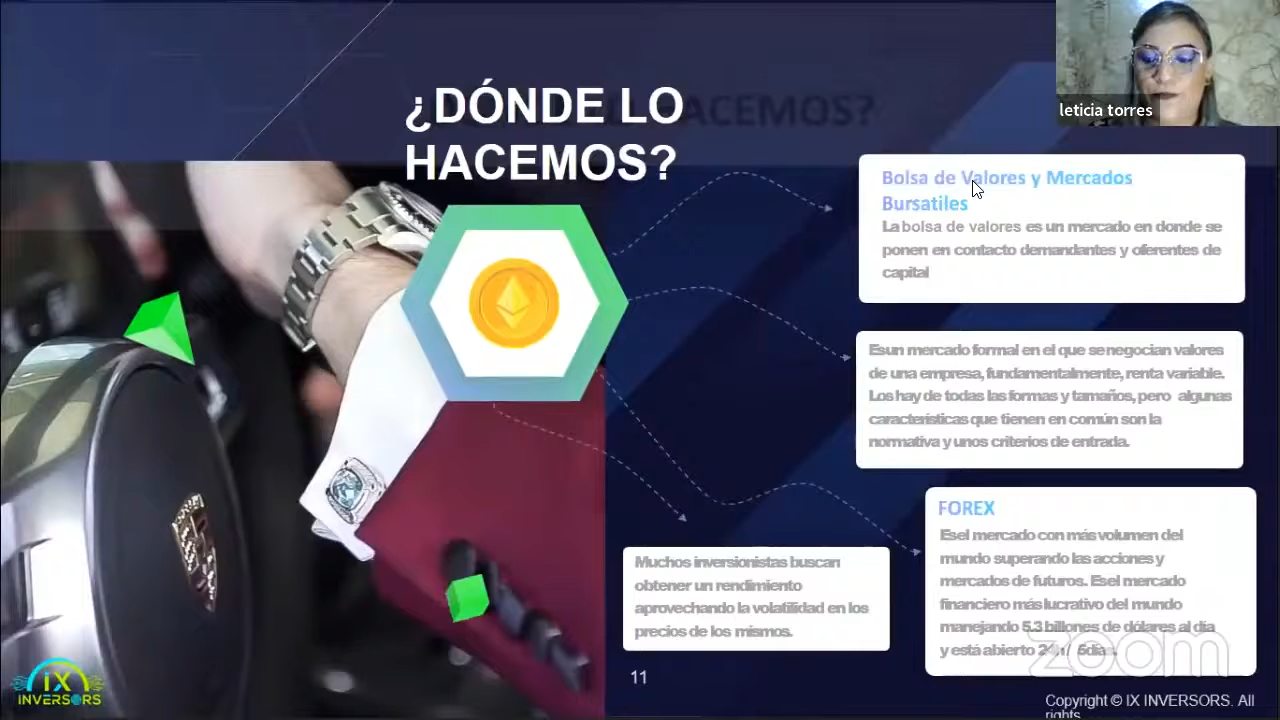 ¿DÓNDE LO
HACEMOS?
leticia torres
Bolsa de Valores y Mercados
Bursatiles
La bolsa de valores es un mercado en donde se
ponen en contacto demandantes y oferentes de
capital
Es un mercado formal en el que se negocian valores
de una empresa, fundamentalmente, renta variable.
Los hay de todas las formas y tamaños, pero algunas
características que tienen en común son la
normativa y unos criterios de entrada.
FOREX
Es el mercado con más volumen del
mundo superando las acciones y
mercados de futuros. Es el mercado
financiero más lucrativo del mundo
manejando 5.3 billones de dólares al día
y está abierto 24h/ 5días.
Muchos inversionistas buscan
obtener un rendimiento
aprovechando la volatilidad en los
precios de los mismos.
zoom
11
IX
INVERSORS
Copyright © IX INVERSORS. All
rights